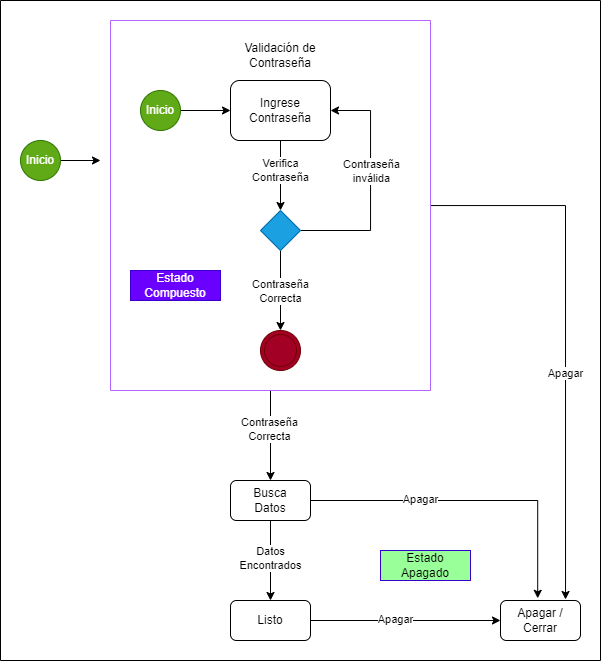 Validación de
Contraseña
Inicio
Ingrese
Contraseña
Inicio
Verifica
Contraseña
Contraseña
inválida
Estado
Compuesto
Contraseña
Correcta
Apagar
Contraseña
Correcta
Busca
Datos
Apagar
Datos
Encontrados
Estado
Apagado
Listo
Apagar
Apagar /
Cerrar